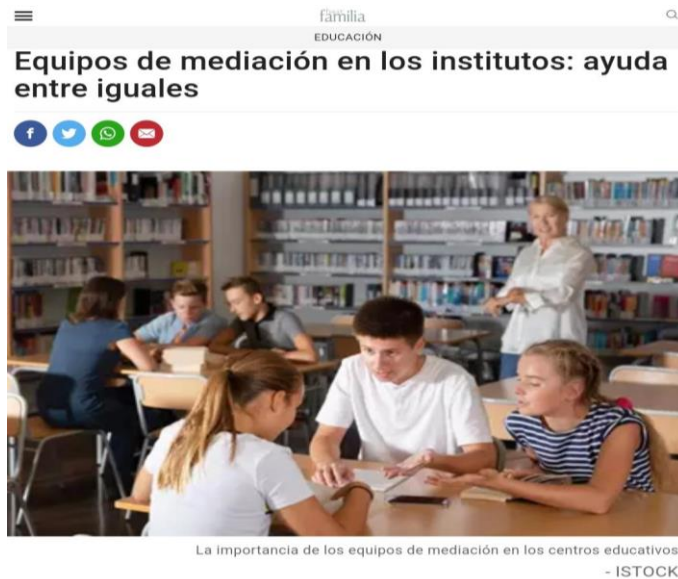 familia
EDUCACIÓN
Equipos de mediación en los institutos: ayuda
entre iguales
La importancia de los equipos de mediación en los centros educativos
- ISTOCK